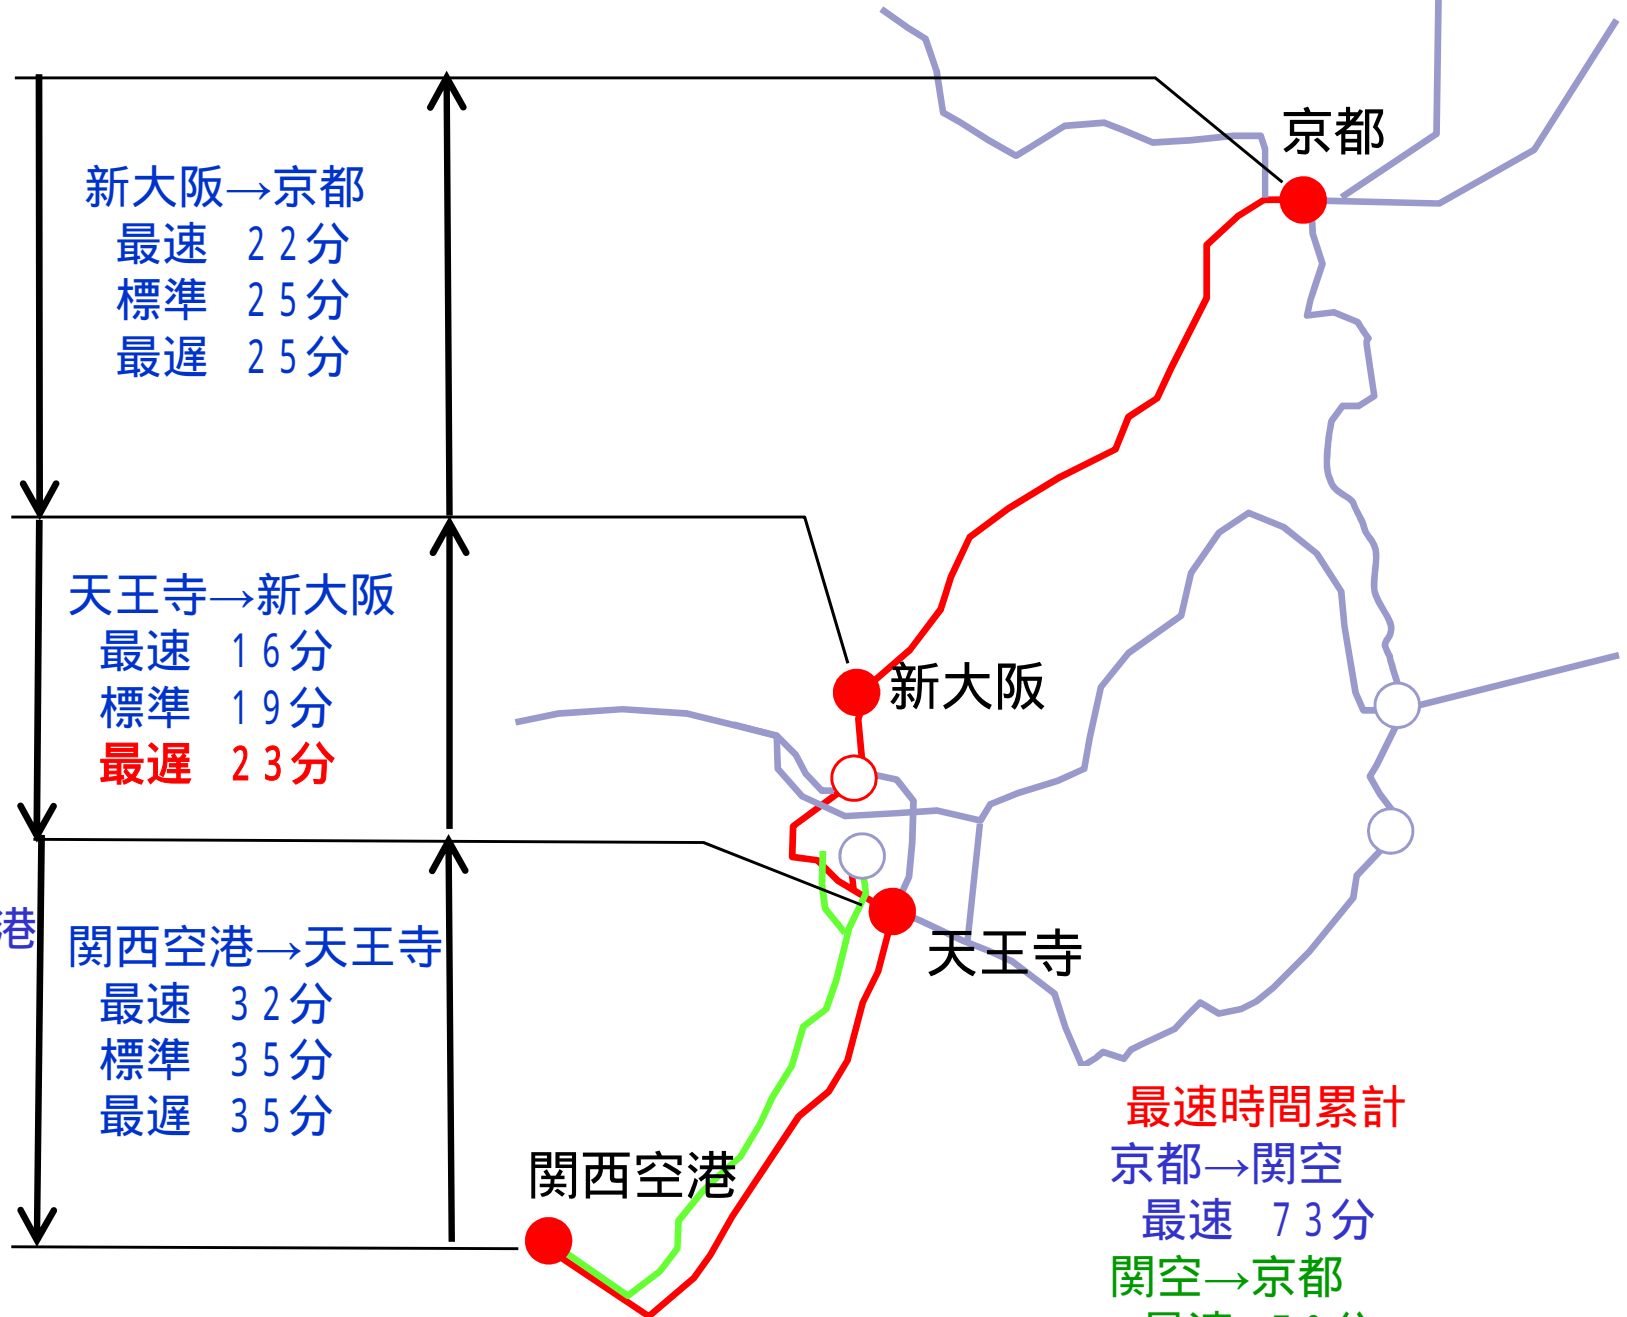 京都
新大阪→京都
最速 22分
標準 25分
最遅 25分
新大阪
天王寺→新大阪
最速 16分
標準 19分
最遅 23分
天王寺
港
関西空港→天王寺
最速 32分
標準 35分
最遅 35分
関西空港
最速時間累計
京都→関空
最速 73分
関空→京都